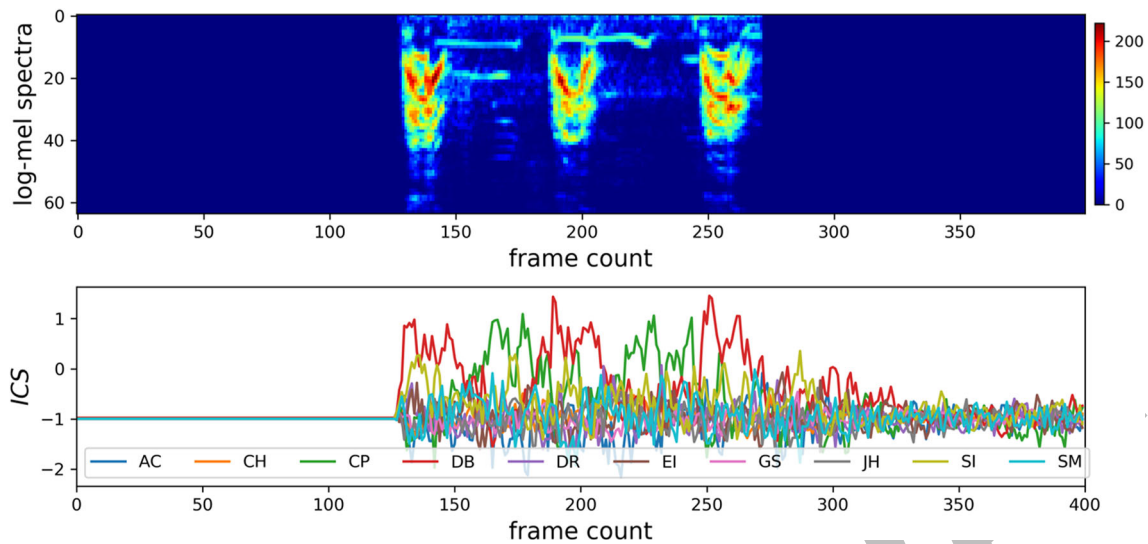 0
20
40
60
log-mel spectra
0 50 100 150 200 250 300 350
frame count
200
150
100
50
0
1
0
−1
−2
ICS
AC CH CP DB DR EI GS JH SI SM
0 50 100 150 200 250 300 350 400
frame count